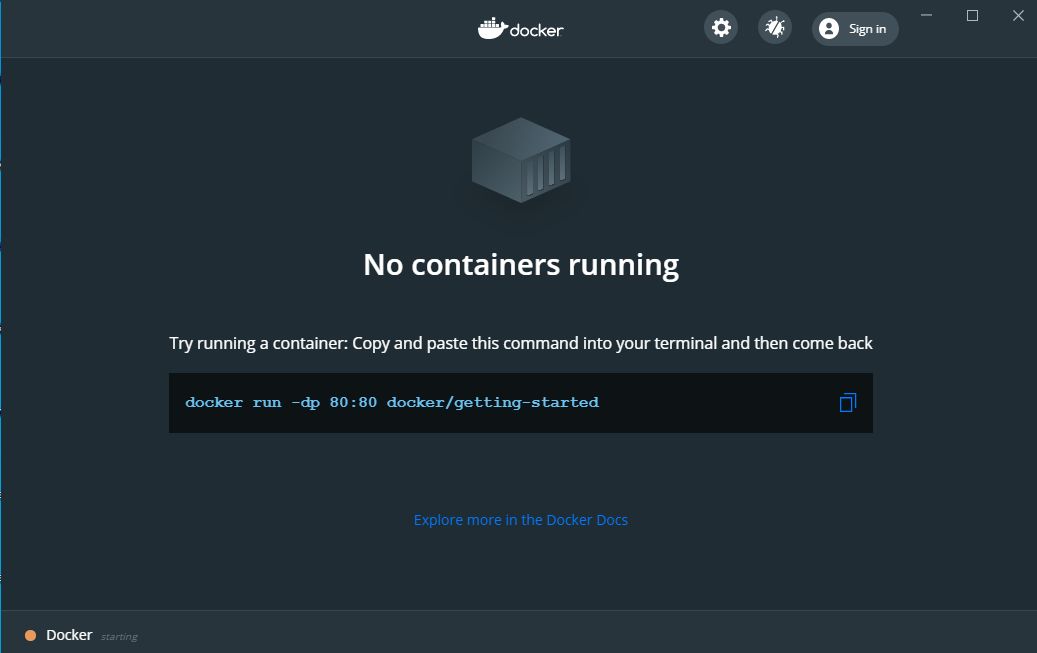 docker
Sign in
No containers running
Try running a container: Copy and paste this command into your terminal and then come back
docker run -dp 80:80 docker/getting-started
Explore more in the Docker Docs
Docker starting